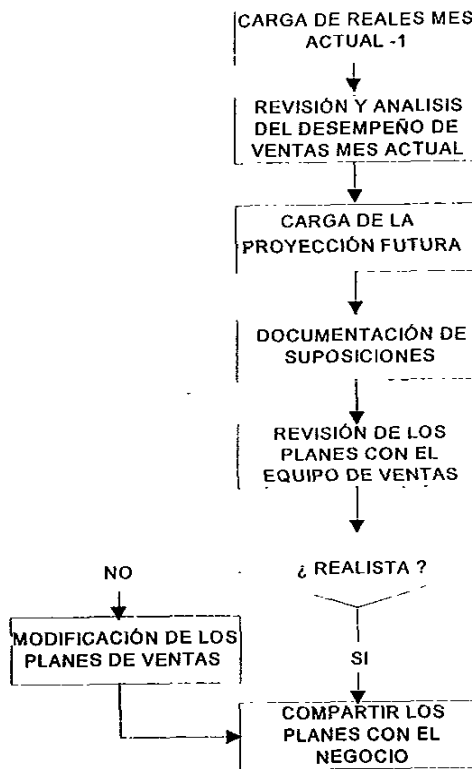 CARGA DE REALES MES
ACTUAL -1
REVISIÓN Y ANALISIS
DEL DESEMPEÑO DE
VENTAS MES ACTUAL
CARGA DE LA
PROYECCIÓN FUTURA
DOCUMENTACIÓN DE
SUPOSICIONES
REVISIÓN DE LOS
PLANES CON EL
EQUIPO DE VENTAS
¿ REALISTA ?
NO
MODIFICACIÓN DE LOS
PLANES DE VENTAS
SI
COMPARTIR LOS
PLANES CON EL
NEGOCIO